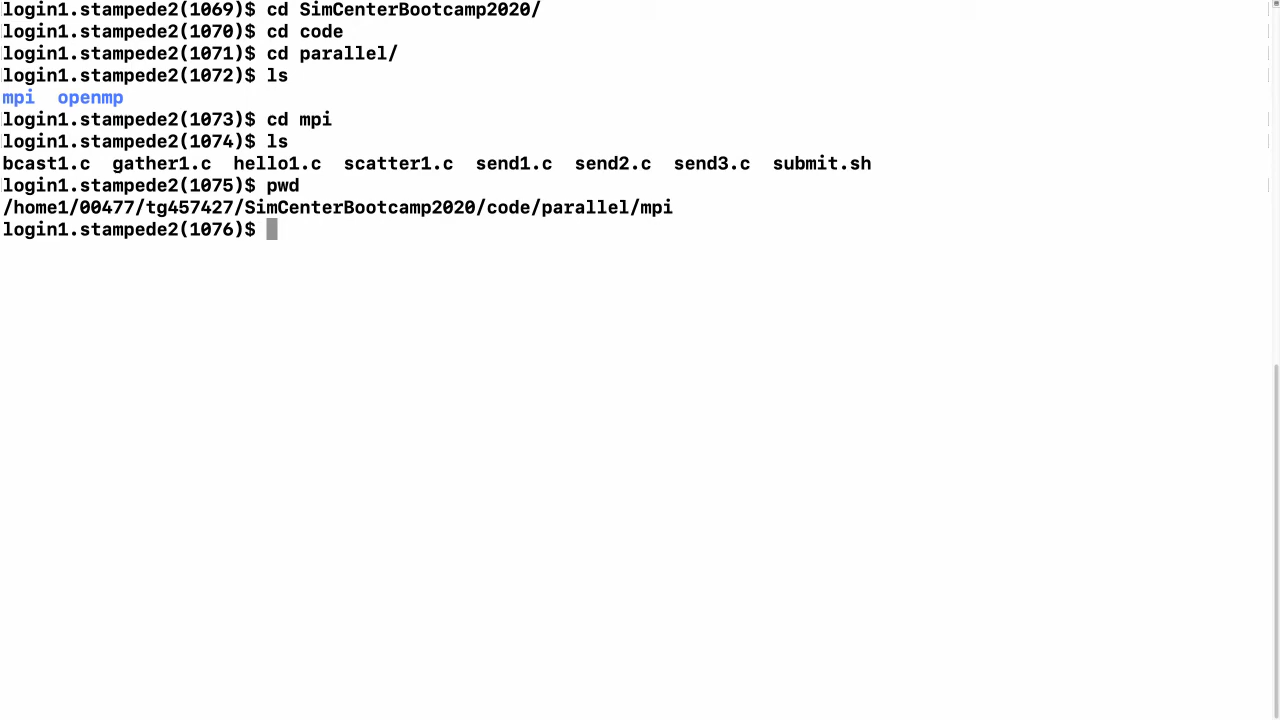 login1.stampede2(1069)$ cd SimCenterBootcamp2020/
login1.stampede2(1070)$ cd code
login1.stampede2(1071)$ cd parallel/
login1.stampede2(1072)$ ls
mpi  openmp
login1.stampede2(1073)$ cd mpi
login1.stampede2(1074)$ ls
bcast1.c  gather1.c  hello1.c  scatter1.c  send1.c  send2.c  send3.c  submit.sh
login1.stampede2(1075)$ pwd
/home1/00477/tg457427/SimCenterBootcamp2020/code/parallel/mpi
login1.stampede2(1076)$